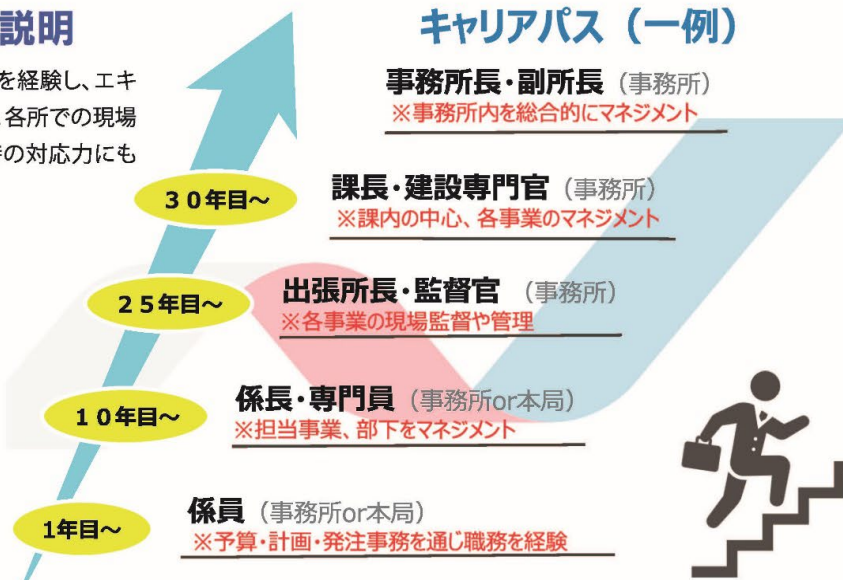 説明
を経験し、エキ
各所での現場
の対応力にも
キャリアパス（一例）
事務所長・副所長（事務所）
※事務所内を総合的にマネジメント
３０年目～
課長・建設専門官（事務所）
※課内の中心、各事業のマネジメント
２５年目～
出張所長・監督官（事務所）
※各事業の現場監督や管理
１０年目～
係長・専門員（事務所or本局）
※担当事業、部下をマネジメント
1年目～
係員（事務所or本局）
※予算・計画・発注事務を通じ職務を経験